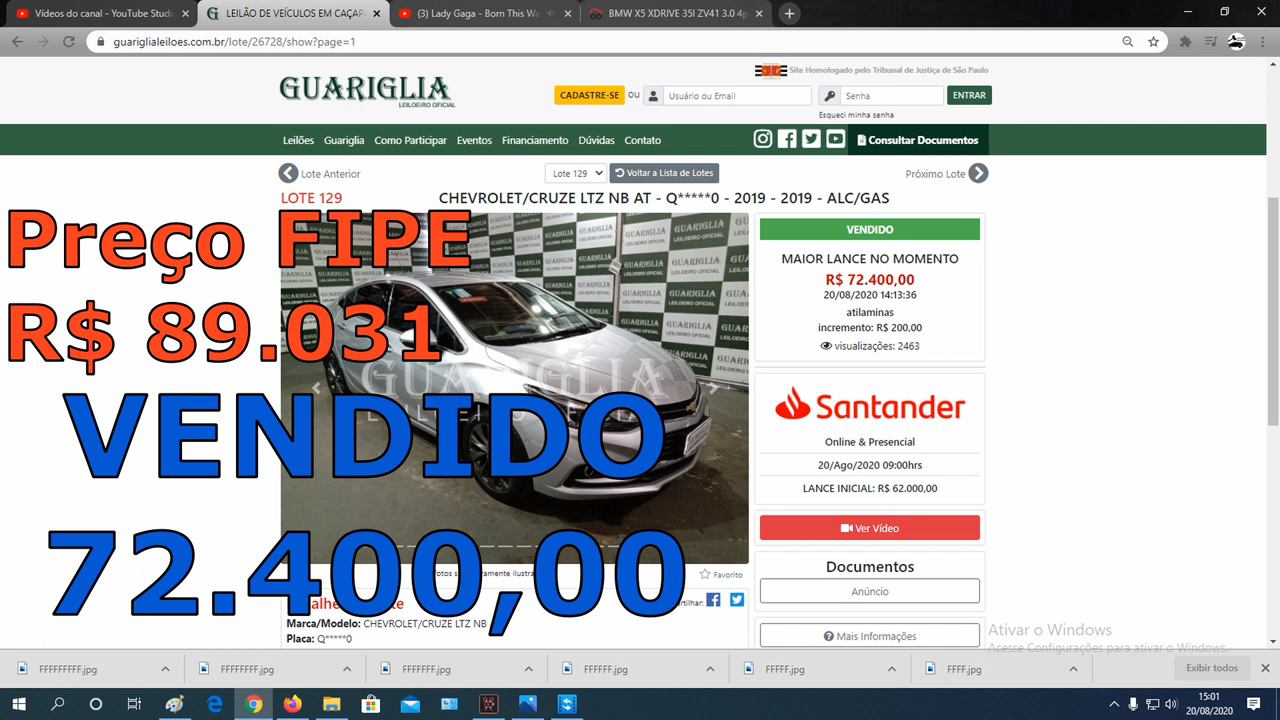 Vídeos do canal - YouTube Studi
LEILÃO DE VEÍCULOS EM CAÇAPA
(3) Lady Gaga - Born This Wa
BMW X5 XDRIVE 35I ZV41 3.0 4p
guariglialeiloes.com.br/lote/26728/show?page=1
Site Homologado pelo Tribunal de Justiça de São Paulo
GUARIGLIA
LEILOEIRO OFICIAL
CADASTRE-SE ou Usuário ou Email Senha ENTRAR
Esqueci minha senha
Leilões Guariglia Como Participar Eventos Financiamento Dúvidas Contato Consultar Documentos
Lote Anterior Lote 129 Voltar a Lista de Lotes Próximo Lote
LOTE 129 CHEVROLET/CRUZE LTZ NB AT - Q*****0 - 2019 - 2019 - ALC/GAS
Preço FIPE
R$ 89.031
VENDIDO
72.400,00
GUARIGLIA
LEILOEIRO OFICIAL
VENDIDO
MAIOR LANCE NO MOMENTO
R$ 72.400,00
20/08/2020 14:13:36
atilaminas
incremento: R$ 200,00
visualizações: 2463
Santander
Online & Presencial
20/Ago/2020 09:00hrs
LANCE INICIAL: R$ 62.000,00
Ver Vídeo
Documentos
Anúncio
Mais Informações
Favorito
Marca/Modelo: CHEVROLET/CRUZE LTZ NB
Placa: Q*****0
Ativar o Windows
Acesse Configurações para ativar o Windows.
FFFFFFFFF.jpg
FFFFFFFF.jpg
FFFFFFF.jpg
FFFFFF.jpg
FFFFF.jpg
FFFF.jpg
Exibir todos
15:01
20/08/2020